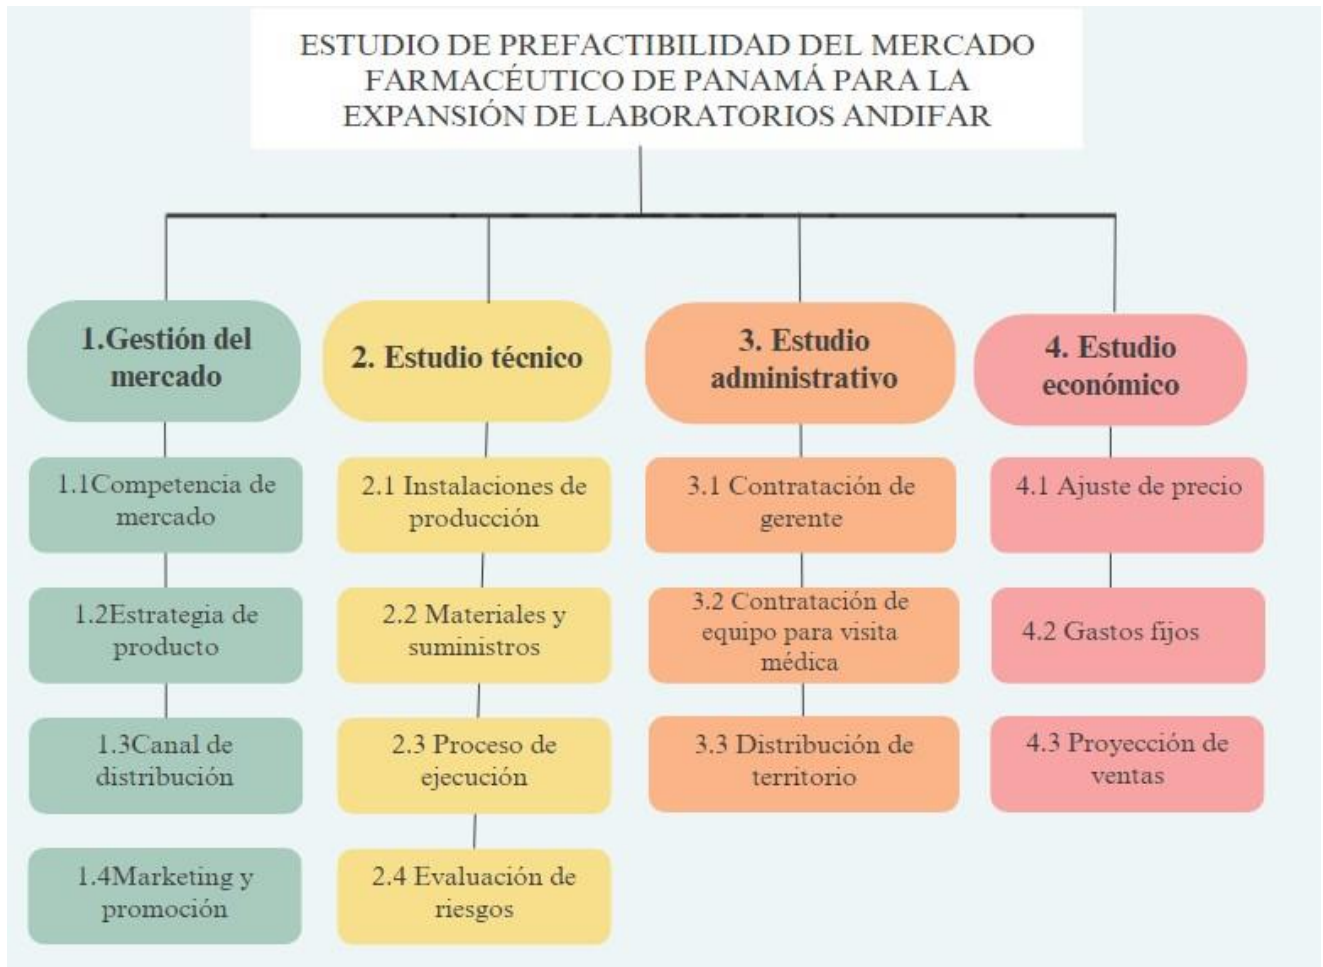 ESTUDIO DE PREFACTIBILIDAD DEL MERCADO
FARMACÉUTICO DE PANAMÁ PARA LA
EXPANSIÓN DE LABORATORIOS ANDIFAR
1.Gestión del
mercado
1.1Competencia de
mercado
1.2Estrategia de
producto
1.3Canal de
distribución
1.4Marketing y
promoción
2. Estudio técnico
2.1 Instalaciones de
producción
2.2 Materiales y
suministros
2.3 Proceso de
ejecución
2.4 Evaluación de
riesgos
3. Estudio
administrativo
3.1 Contratación de
gerente
3.2 Contratación de
equipo para visita
médica
3.3 Distribución de
territorio
4. Estudio
económico
4.1 Ajuste de precio
4.2 Gastos fijos
4.3 Proyección de
ventas